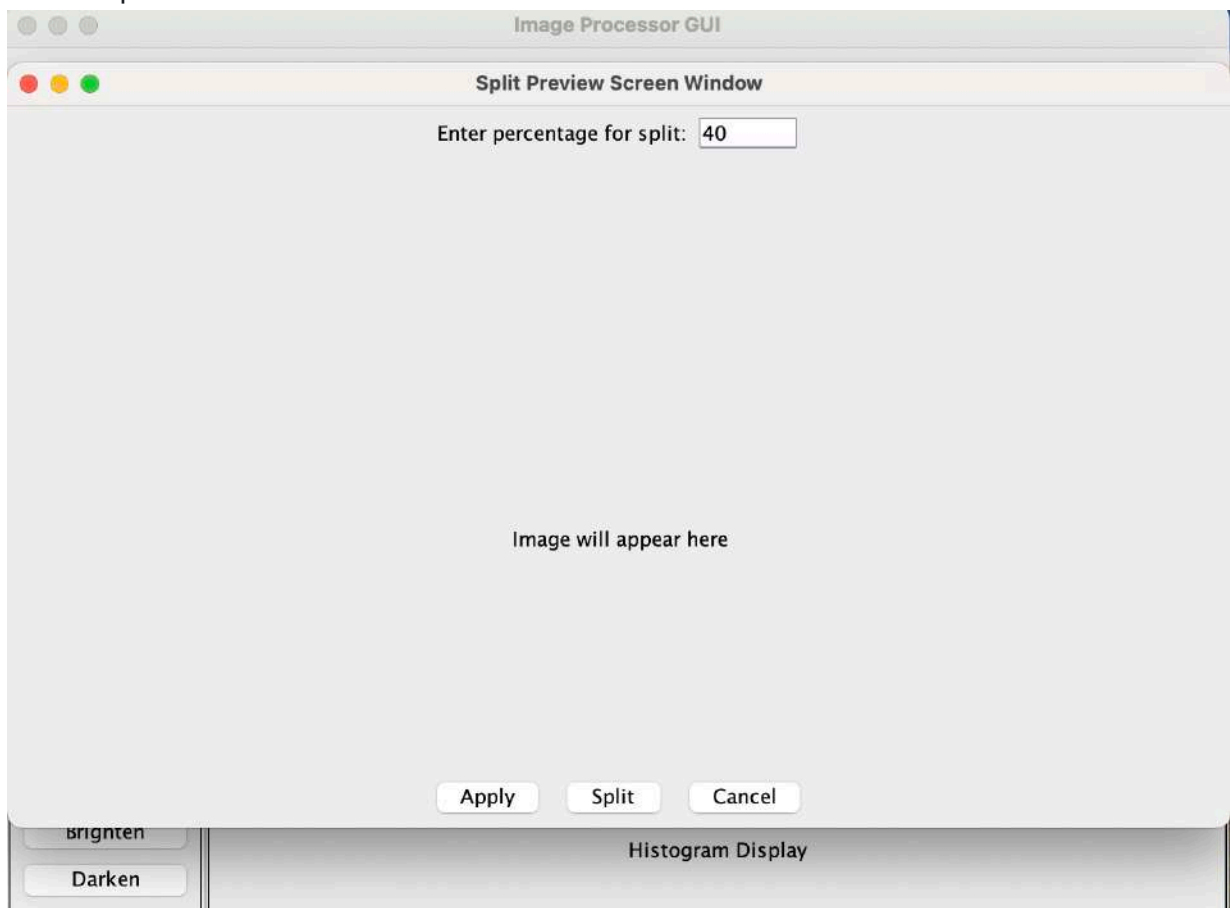 Image Processor GUI
Split Preview Screen Window
Enter percentage for split: 40
Image will appear here
Apply Split Cancel
Brighten
Histogram Display
Darken